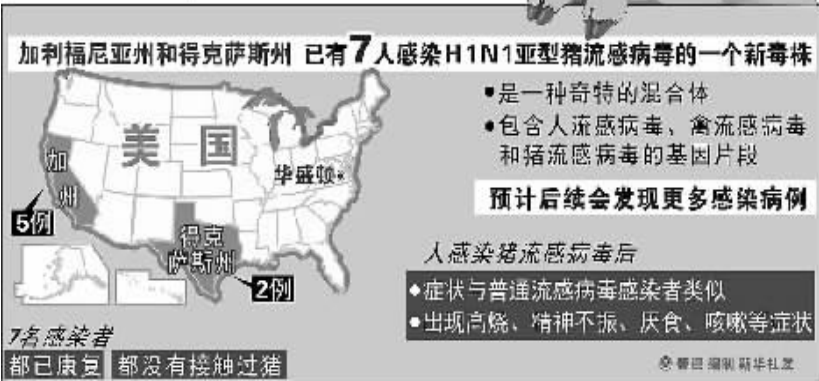 加利福尼亚州和得克萨斯州 已有7人感染H1N1亚型猪流感病毒的一个新毒株
•是一种奇特的混合体
•包含人流感病毒、禽流感病毒
和猪流感病毒的基因片段
预计后续会发现更多感染病例
美国
加州
5例
华盛顿
得克
萨斯州
2例
人感染猪流感病毒后
•症状与普通流感病毒感染者类似
•出现高烧、精神不振、厌食、咳嗽等症状
7名感染者
都已康复 都没有接触过猪
编制 新华社发